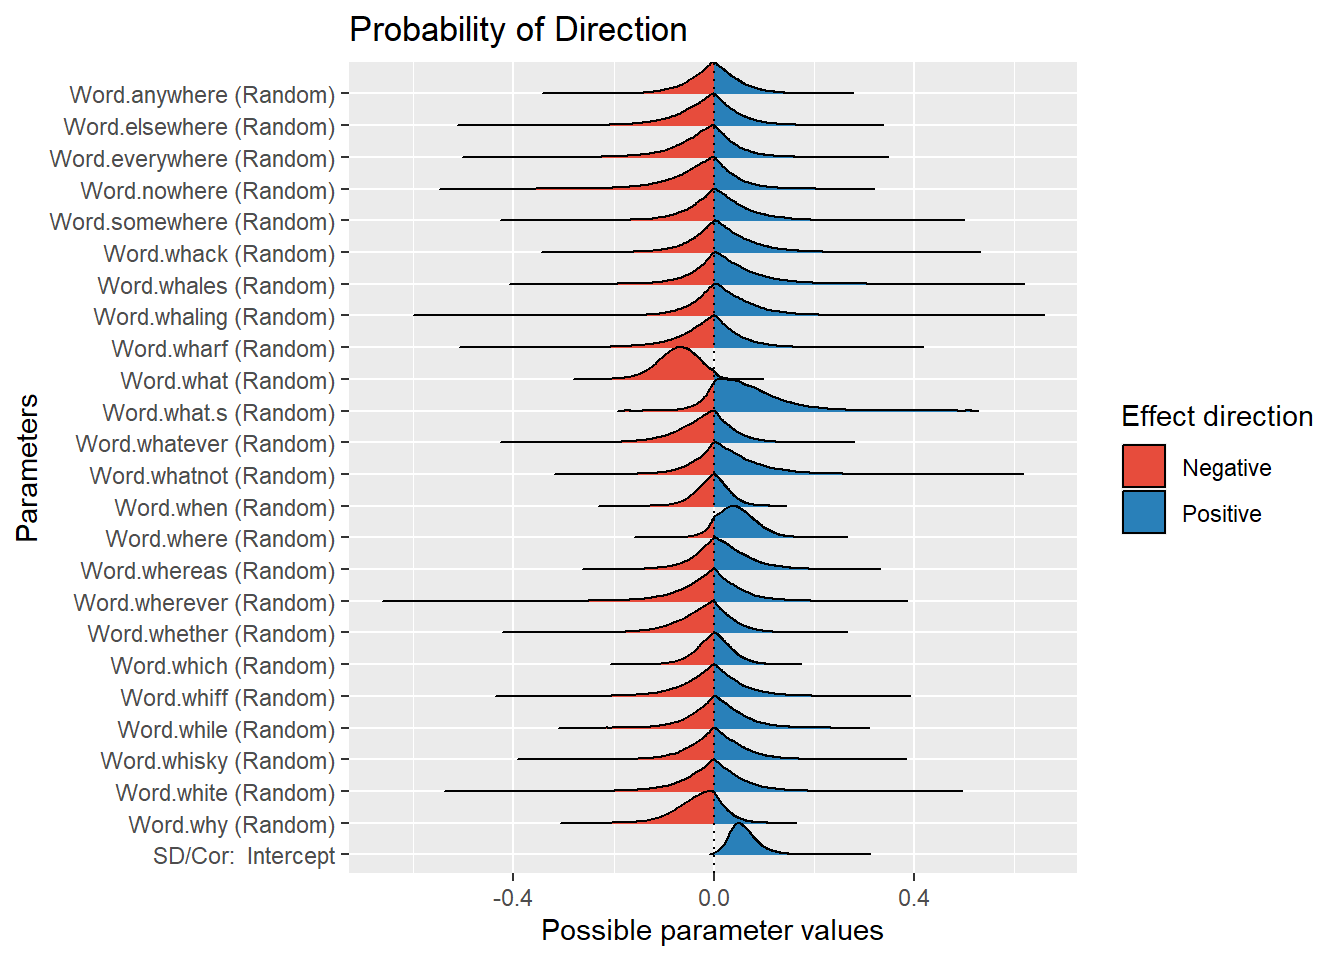 Probability of Direction
Word.anywhere (Random)
Word.elsewhere (Random)
Word.everywhere (Random)
Word.nowhere (Random)
Word.somewhere (Random)
Word.whack (Random)
Word.whales (Random)
Word.whaling (Random)
Word.wharf (Random)
Word.what (Random)
Word.what.s (Random)
Word.whatever (Random)
Word.whatnot (Random)
Word.when (Random)
Word.where (Random)
Word.whereas (Random)
Word.wherever (Random)
Word.whether (Random)
Word.which (Random)
Word.whiff (Random)
Word.while (Random)
Word.whisky (Random)
Word.white (Random)
Word.why (Random)
SD/Cor:  Intercept
Parameters
-0.4 0.0 0.4
Possible parameter values
Effect direction
Negative
Positive